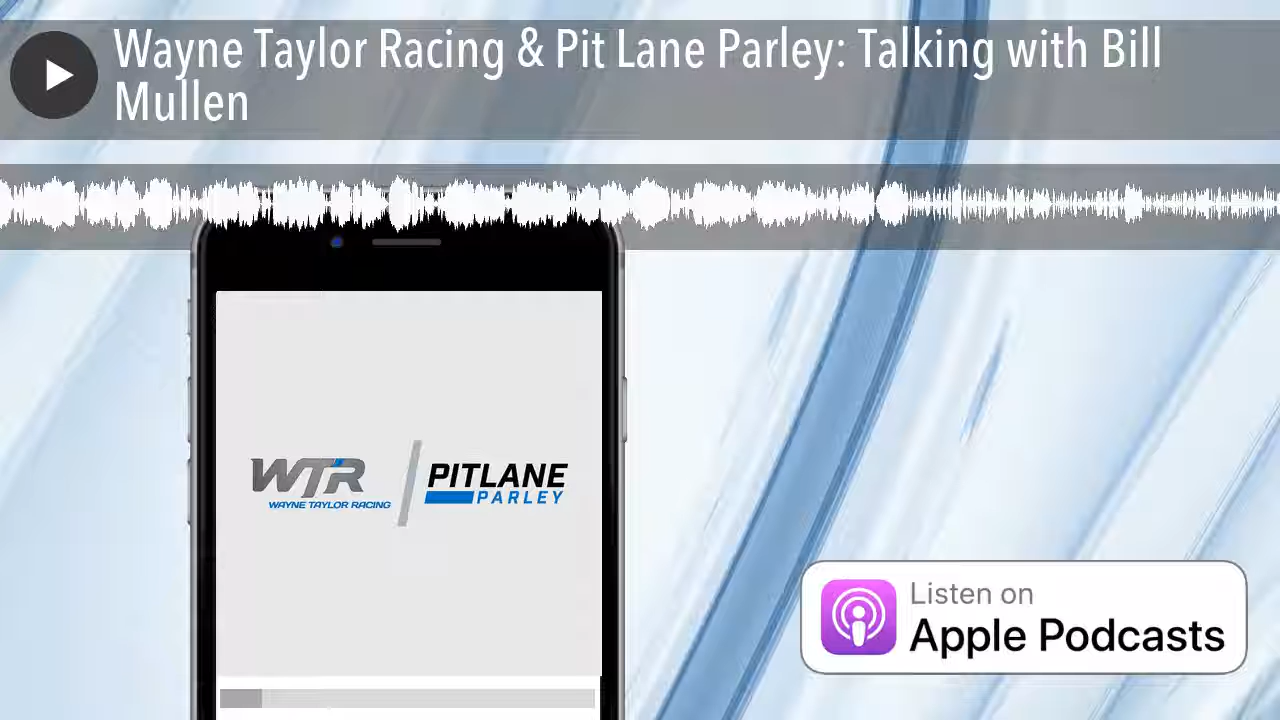 Wayne Taylor Racing & Pit Lane Parley: Talking with Bill
Mullen
WTR
WAYNE TAYLOR RACING
PITLANE
PARLEY
Listen on
Apple Podcasts